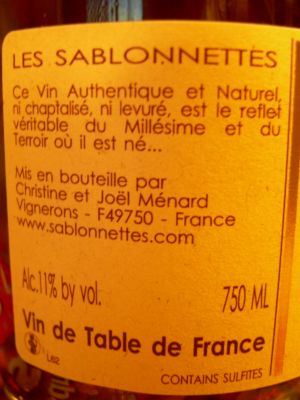 LES SABLONNETTES
Ce Vin Authentique et Naturel,
ni chaptalisé, ni levuré, est le reflet
véritable du Millésime et du
Terroir où il est né...
Mis en bouteille par
Christine et Joël Ménard
Vignerons - F49750 - France
www.sablonnettes.com
Alc.11% by vol. 750 ML
Vin de Table de France
L82
CONTAINS SULFITES